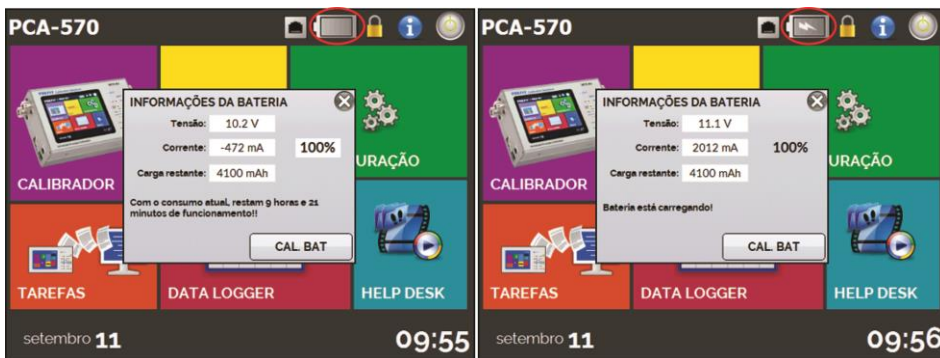 PCA-570
INFORMAÇÕES DA BATERIA
Tensão: 10.2 V
Corrente: -472 mA 100%
Carga restante: 4100 mAh
Com o consumo atual, restam 9 horas e 21
minutos de funcionamento!!
CAL. BAT
CALIBRADOR
URAÇÃO
TAREFAS
DATA LOGGER
HELP DESK
setembro 11
09:55
PCA-570
INFORMAÇÕES DA BATERIA
Tensão: 11.1 V
Corrente: 2012 mA 100%
Carga restante: 4100 mAh
Bateria está carregando!
CAL. BAT
CALIBRADOR
URAÇÃO
TAREFAS
DATA LOGGER
HELP DESK
setembro 11
09:56